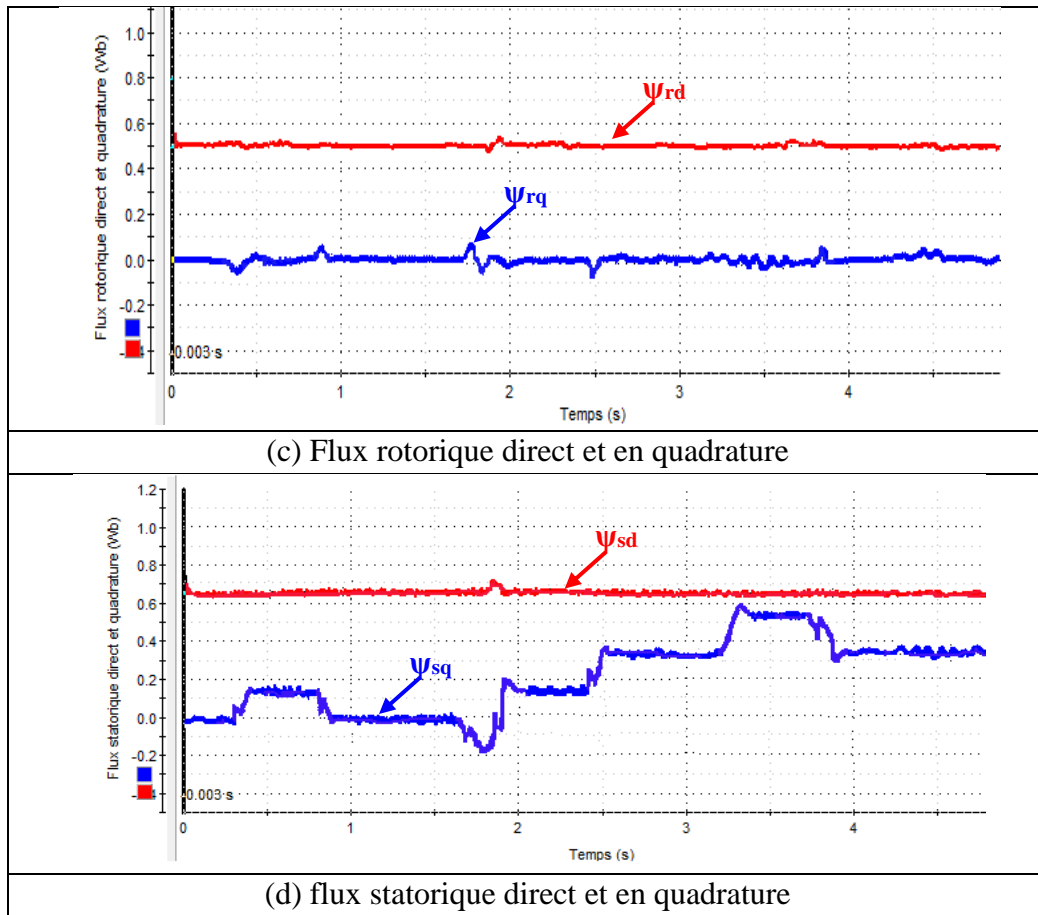 Flux rotorique direct et quadrature (Wb)
1.0
0.8
0.6
0.4
0.2
0.0
-0.2
0.003 s
ψrd
ψrq
0 1 2 3 4
Temps (s)
(c) Flux rotorique direct et en quadrature
Flux statorique direct et quadrature (Wb)
1.2
1.0
0.8
0.6
0.4
0.2
0.0
-0.2
0.003 s
ψsd
ψsq
0 1 2 3 4
Temps (s)
(d) flux statorique direct et en quadrature